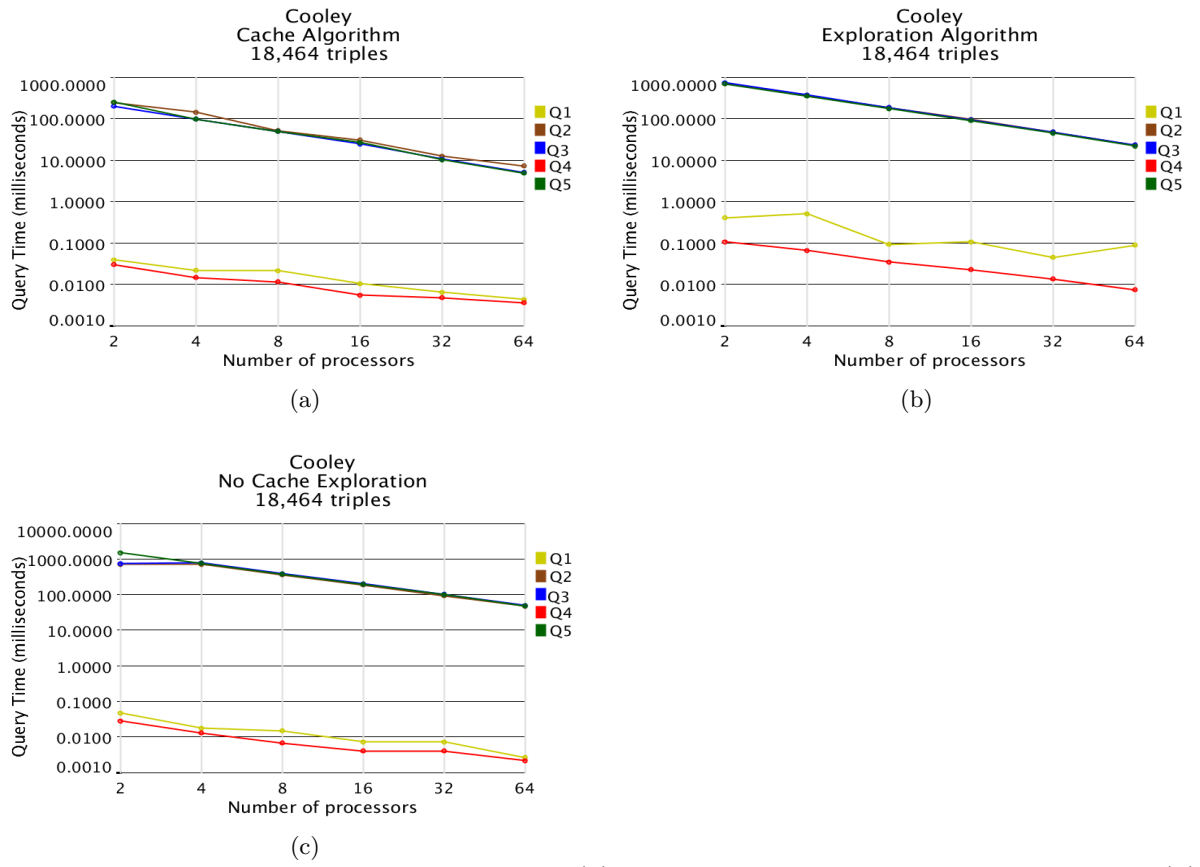 Cooley
Cache Algorithm
18,464 triples
Query Time (milliseconds)
1000.0000
100.0000
10.0000
1.0000
0.1000
0.0100
0.0010
2 4 8 16 32 64
Number of processors
Q1
Q2
Q3
Q4
Q5
(a)
Cooley
Exploration Algorithm
18,464 triples
Query Time (milliseconds)
1000.0000
100.0000
10.0000
1.0000
0.1000
0.0100
0.0010
2 4 8 16 32 64
Number of processors
Q1
Q2
Q3
Q4
Q5
(b)
Cooley
No Cache Exploration
18,464 triples
Query Time (milliseconds)
10000.0000
1000.0000
100.0000
10.0000
1.0000
0.1000
0.0100
0.0010
2 4 8 16 32 64
Number of processors
Q1
Q2
Q3
Q4
Q5
(c)